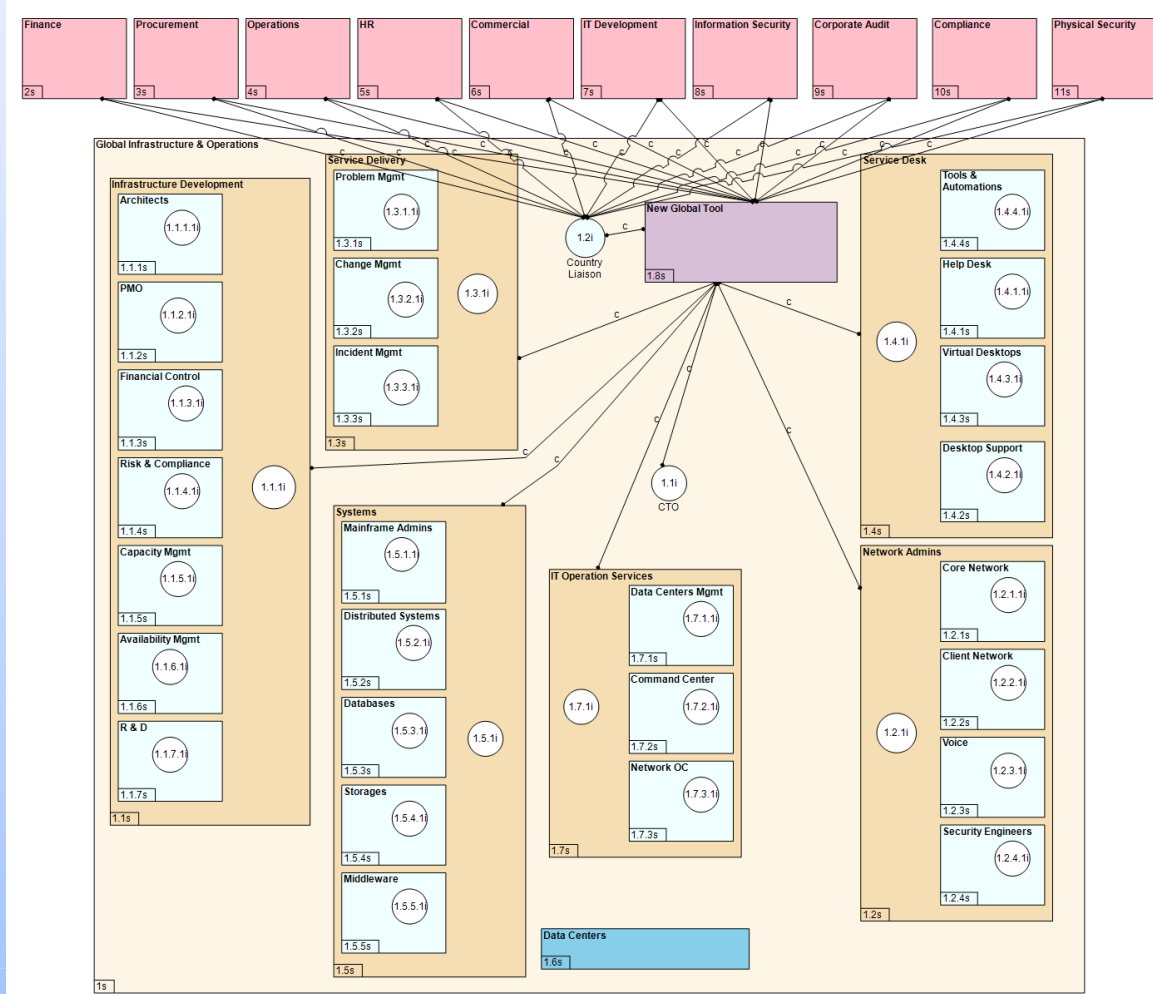 Finance
2s
Procurement
3s
Operations
4s
HR
5s
Commercial
6s
IT Development
7s
Information Security
8s
Corporate Audit
9s
Compliance
10s
Physical Security
11s
c c c c c c c c c c c c
Global Infrastructure & Operations
1s
Infrastructure Development
Architects
1.1.1.1i
1.1.1s
PMO
1.1.2.1i
1.1.2s
Financial Control
1.1.3.1i
1.1.3s
Risk & Compliance
1.1.4.1i
1.1.4s
Capacity Mgmt
1.1.5.1i
1.1.5s
Availability Mgmt
1.1.6.1i
1.1.6s
R & D
1.1.7.1i
1.1.7s
1.1.1i
1.1s
Service Delivery
Problem Mgmt
1.3.1.1i
1.3.1s
Change Mgmt
1.3.2.1i
1.3.2s
Incident Mgmt
1.3.3.1i
1.3.3s
1.3.1i
1.3s
1.2i
Country
Liaison
c
New Global Tool
1.8s
c
c
c
c
c
c
c
1.1i
CTO
Service Desk
Tools &
Automations
1.4.4.1i
1.4.4s
Help Desk
1.4.1.1i
1.4.1s
Virtual Desktops
1.4.3.1i
1.4.3s
Desktop Support
1.4.2.1i
1.4.2s
1.4.1i
1.4s
Systems
Mainframe Admins
1.5.1.1i
1.5.1s
Distributed Systems
1.5.2.1i
1.5.2s
Databases
1.5.3.1i
1.5.3s
Storages
1.5.4.1i
1.5.4s
Middleware
1.5.5.1i
1.5.5s
1.5.1i
1.5s
IT Operation Services
Data Centers Mgmt
1.7.1.1i
1.7.1s
Command Center
1.7.2.1i
1.7.2s
Network OC
1.7.3.1i
1.7.3s
1.7.1i
1.7s
Network Admins
Core Network
1.2.1.1i
1.2.1s
Client Network
1.2.2.1i
1.2.2s
Voice
1.2.3.1i
1.2.3s
Security Engineers
1.2.4.1i
1.2.4s
1.2.1i
1.2s
Data Centers
1.6s